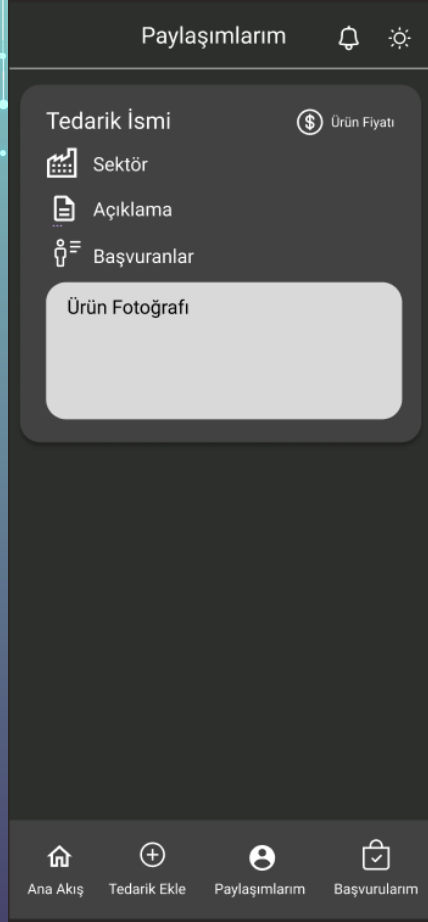 Paylaşımlarım
Tedarik İsmi
Ürün Fiyatı
Sektör
Açıklama
Başvuranlar
Ürün Fotoğrafı
Ana Akış
Tedarik Ekle
Paylaşımlarım
Başvurularım